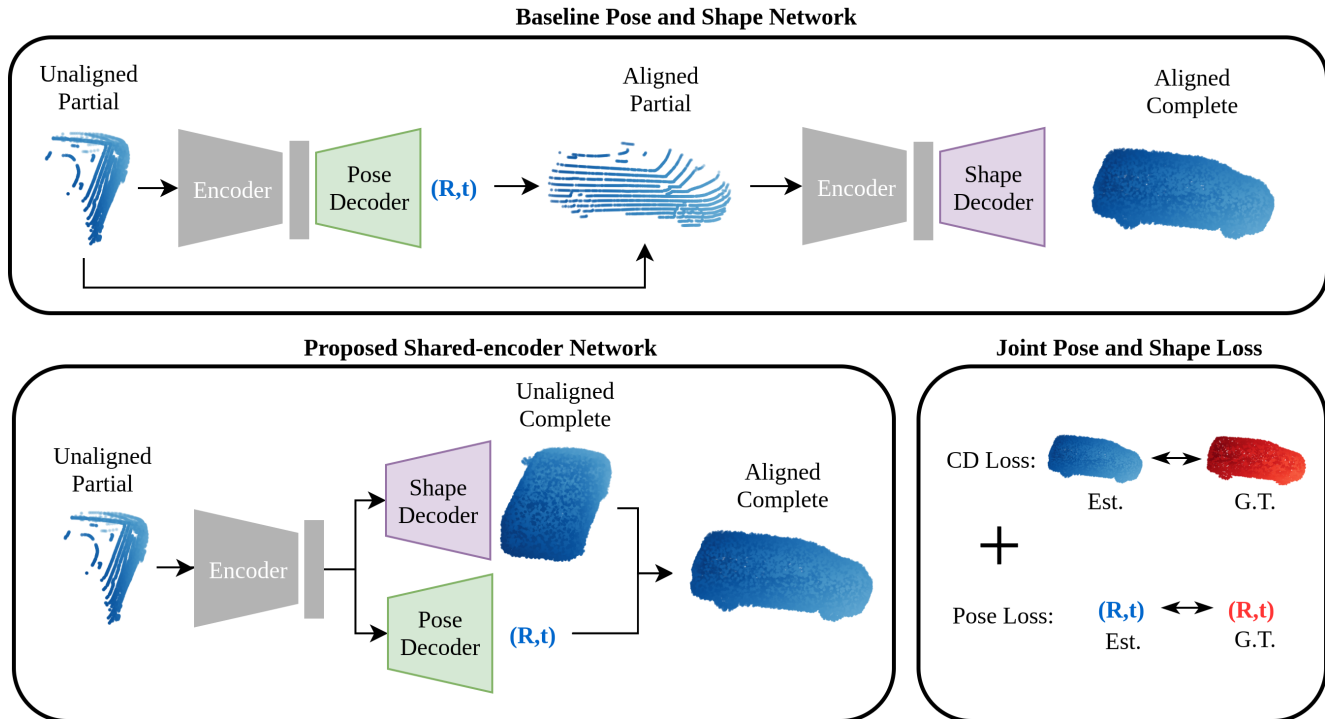 Baseline Pose and Shape Network
Unaligned
Partial
Encoder
Pose
Decoder
(R,t)
Aligned
Partial
Encoder
Shape
Decoder
Aligned
Complete
Proposed Shared-encoder Network
Unaligned
Partial
Encoder
Shape
Decoder
Unaligned
Complete
Pose
Decoder
(R,t)
Aligned
Complete
Joint Pose and Shape Loss
CD Loss:
Est.
G.T.
+
Pose Loss:
(R,t)
(R,t)
Est.
G.T.